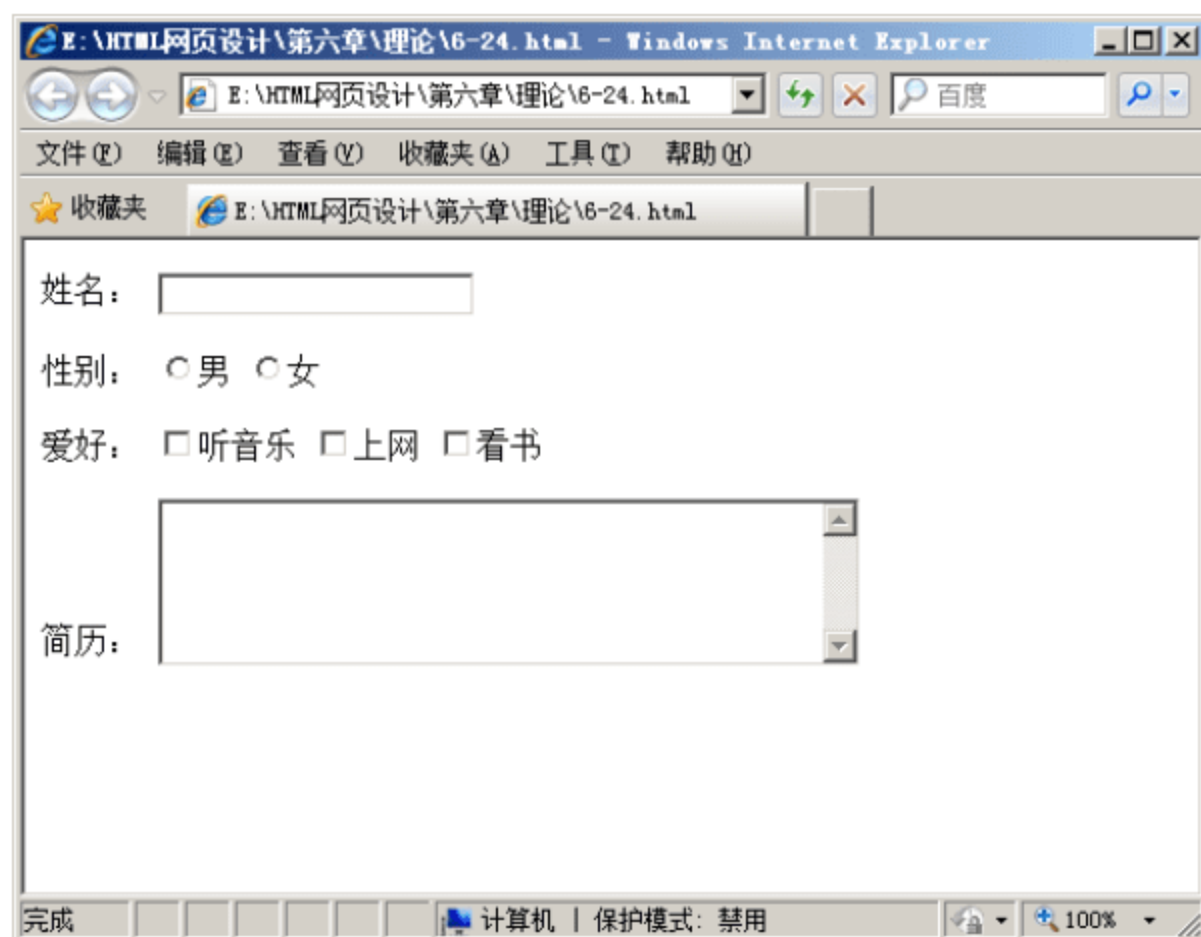 E:\HTML网页设计\第六章\理论\6-24.html - Windows Internet Explorer
E:\HTML网页设计\第六章\理论\6-24.html 百度
文件(F) 编辑(E) 查看(V) 收藏夹(A) 工具(T) 帮助(H)
收藏夹 E:\HTML网页设计\第六章\理论\6-24.html
姓名：
性别： 男 女
爱好： 听音乐 上网 看书
简历：
完成 计算机 | 保护模式: 禁用 100%